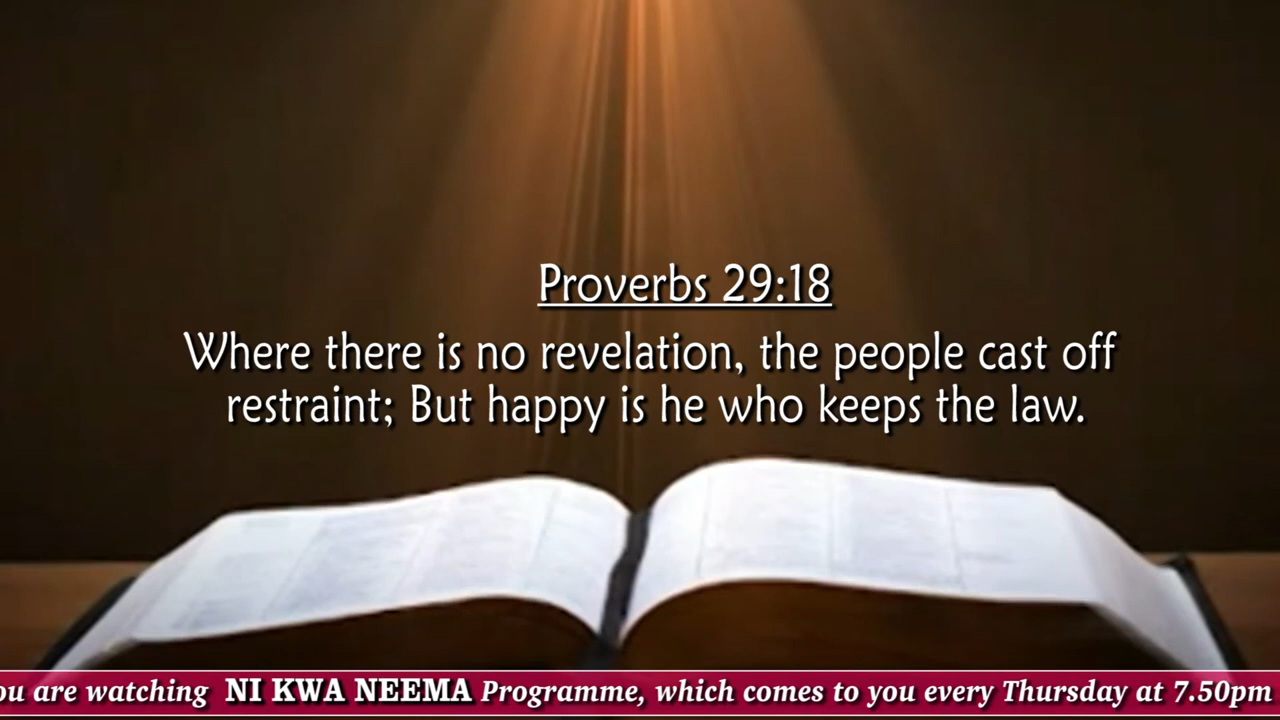 Proverbs 29:18
Where there is no revelation, the people cast off
restraint; But happy is he who keeps the law.
are watching NI KWA NEEMA Programme, which comes to you every Thursday at 7.50pm